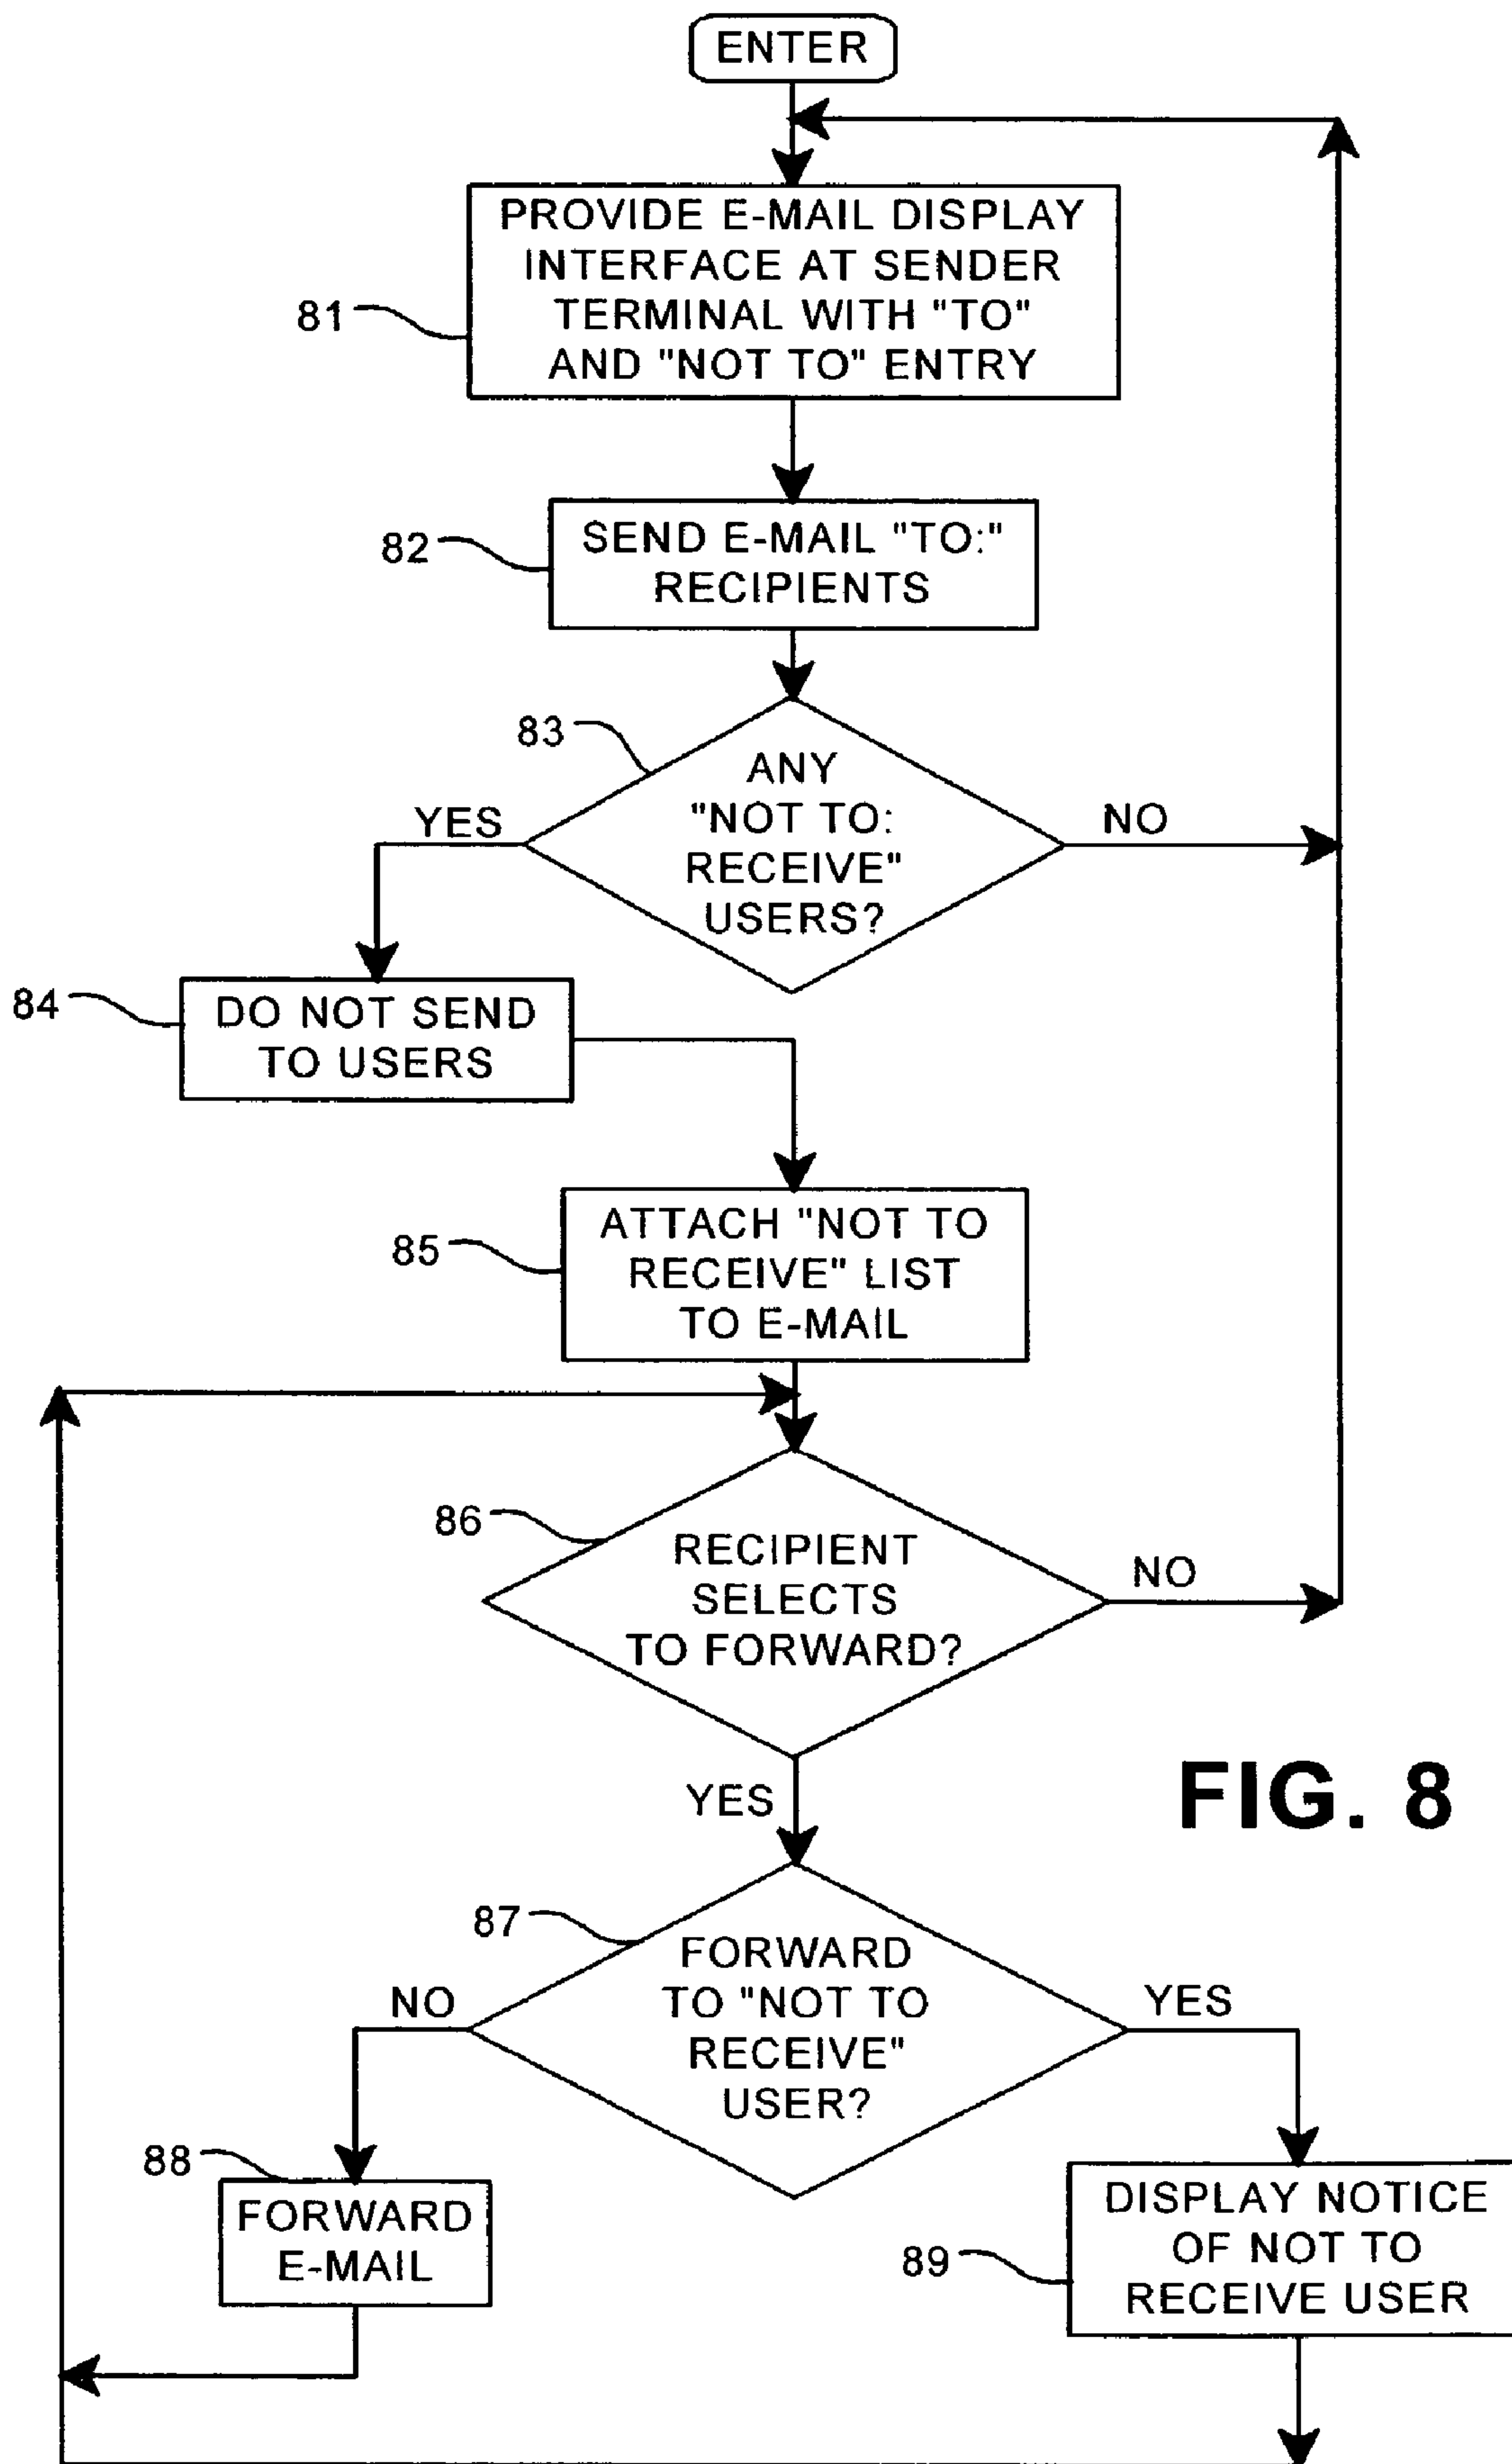 ENTER
PROVIDE E-MAIL DISPLAY
INTERFACE AT SENDER
TERMINAL WITH "TO"
AND "NOT TO" ENTRY
81
SEND E-MAIL "TO:"
RECIPIENTS
82
83
ANY
"NOT TO:
RECEIVE"
USERS?
YES
NO
84
DO NOT SEND
TO USERS
ATTACH "NOT TO
RECEIVE" LIST
TO E-MAIL
85
86
RECIPIENT
SELECTS
TO FORWARD?
NO
YES
FIG. 8
87
FORWARD
TO "NOT TO
RECEIVE"
USER?
NO
YES
88
FORWARD
E-MAIL
DISPLAY NOTICE
OF NOT TO
RECEIVE USER
89